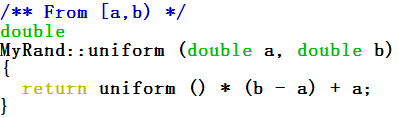 /** From [a,b) */
double
MyRand::uniform (double a, double b)
{
  return uniform () * (b - a) + a;
}